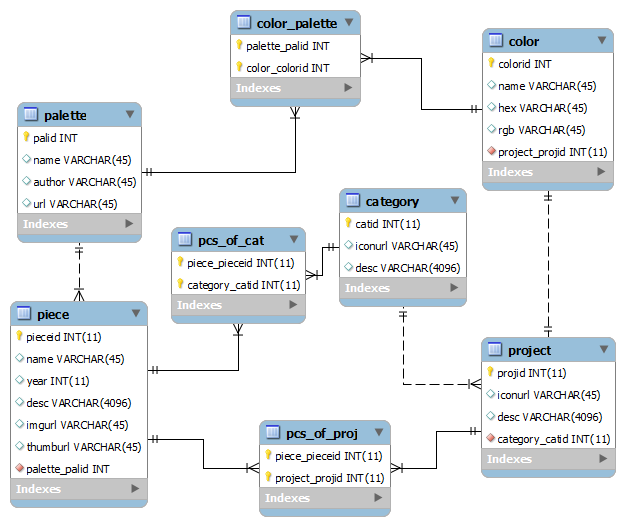 color_palette
palette_palid INT
color_colorid INT
Indexes
color
colorid INT
name VARCHAR(45)
hex VARCHAR(45)
rgb VARCHAR(45)
project_projid INT(11)
Indexes
palette
palid INT
name VARCHAR(45)
author VARCHAR(45)
url VARCHAR(45)
Indexes
category
catid INT(11)
iconurl VARCHAR(45)
desc VARCHAR(4096)
Indexes
pcs_of_cat
piece_pieceid INT(11)
category_catid INT(11)
Indexes
piece
pieceid INT(11)
name VARCHAR(45)
year INT(11)
desc VARCHAR(4096)
imgurl VARCHAR(45)
thumburl VARCHAR(45)
palette_palid INT
Indexes
project
projid INT(11)
iconurl VARCHAR(45)
desc VARCHAR(4096)
category_catid INT(11)
Indexes
pcs_of_proj
piece_pieceid INT(11)
project_projid INT(11)
Indexes